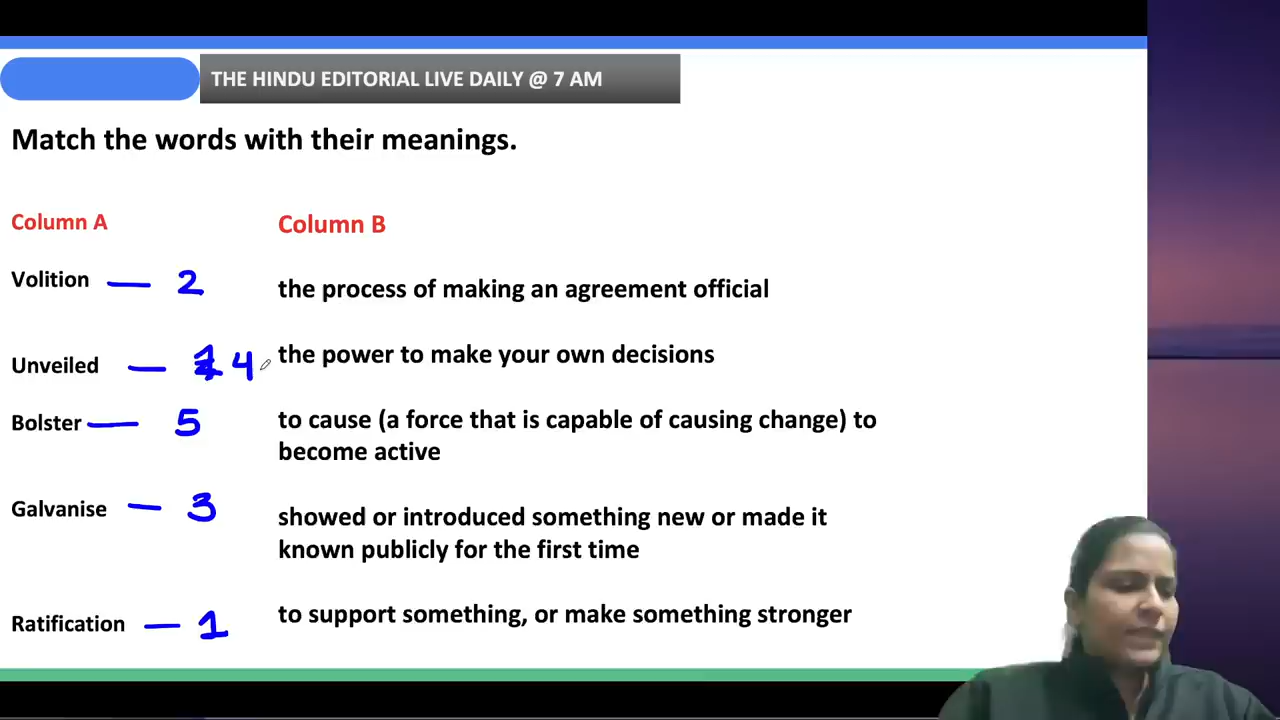 THE HINDU EDITORIAL LIVE DAILY @ 7 AM
Match the words with their meanings.
Column A
Column B
Volition — 2
the process of making an agreement official
Unveiled — 4
the power to make your own decisions
Bolster — 5
to cause (a force that is capable of causing change) to
become active
Galvanise — 3
showed or introduced something new or made it
known publicly for the first time
Ratification — 1
to support something, or make something stronger